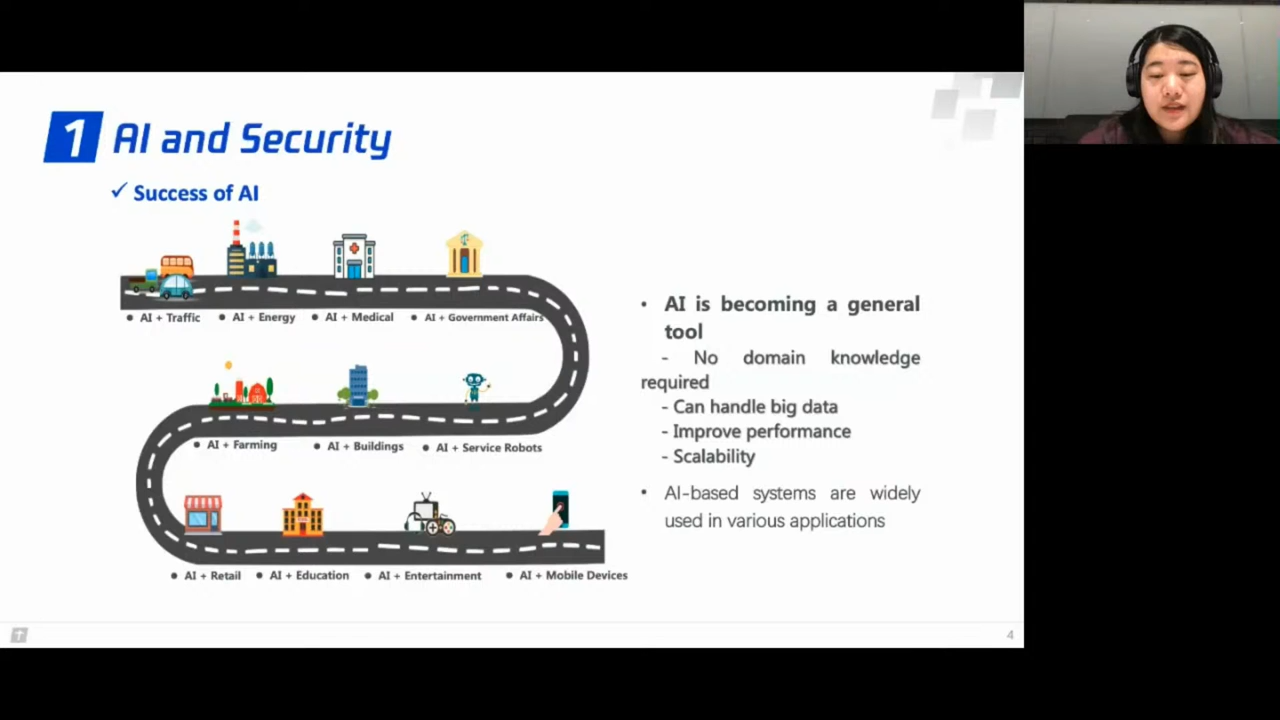 1 AI and Security
✓ Success of AI
● AI + Traffic ● AI + Energy ● AI + Medical ● AI + Government Affairs
● AI + Farming ● AI + Buildings ● AI + Service Robots
● AI + Retail ● AI + Education ● AI + Entertainment ● AI + Mobile Devices
• AI is becoming a general
tool
- No domain knowledge
required
- Can handle big data
- Improve performance
- Scalability
• AI-based systems are widely
used in various applications
4